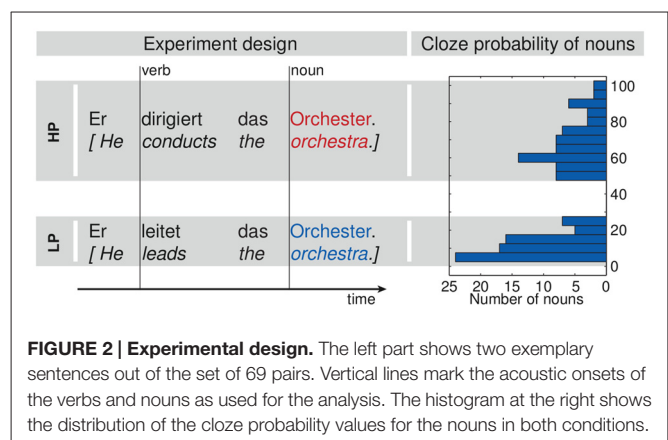 Experiment design
Cloze probability of nouns
verb
noun
HP
Er dirigiert das Orchester.
[ He conducts the orchestra.]
LP
Er leitet das Orchester.
[ He leads the orchestra.]
time
100
80
60
40
20
0
25 20 15 10 5 0
Number of nouns
FIGURE 2 | Experimental design. The left part shows two exemplary
sentences out of the set of 69 pairs. Vertical lines mark the acoustic onsets of
the verbs and nouns as used for the analysis. The histogram at the right shows
the distribution of the cloze probability values for the nouns in both conditions.